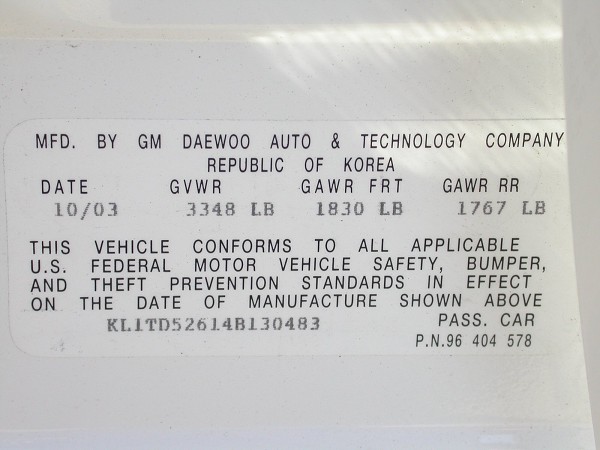 MFD. BY GM DAEWOO AUTO & TECHNOLOGY COMPANY
REPUBLIC OF KOREA
DATE GVWR GAWR FRT GAWR RR
10/03 3348 LB 1830 LB 1767 LB
THIS VEHICLE CONFORMS TO ALL APPLICABLE
U.S. FEDERAL MOTOR VEHICLE SAFETY, BUMPER,
AND THEFT PREVENTION STANDARDS IN EFFECT
ON THE DATE OF MANUFACTURE SHOWN ABOVE
KL1TD52614B130483 PASS. CAR
P.N.96 404 578